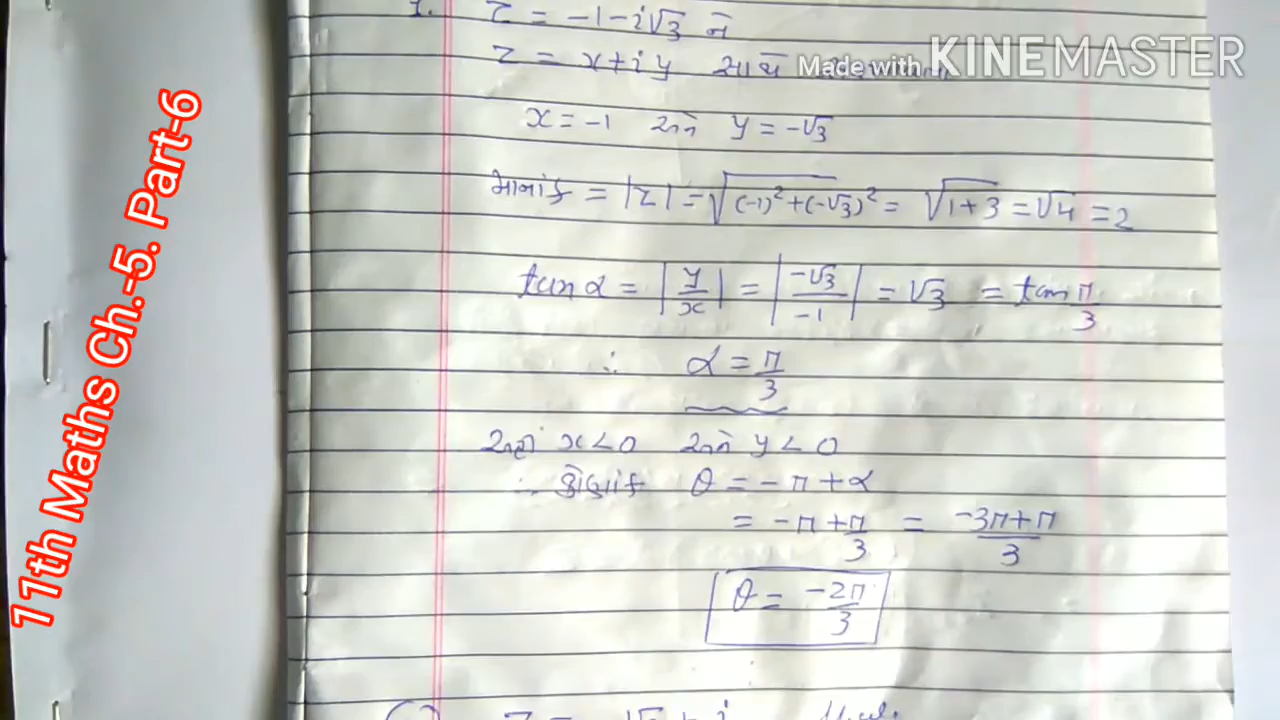 11th Maths Ch.-5. Part-6
Made with KINEMASTER
1. z = -1 - i√3 ने
z = x + iy साथे
x = -1 અને y = -√3
માનાંક = |z| = √((-1)² + (-√3)²) = √(1+3) = √4 = 2
tan α = |y/x| = |-√3/-1| = √3 = tan π/3
∴ α = π/3
અહીં x < 0 અને y < 0
∴ કોણાંક θ = -π + α
= -π + π/3 = (-3π+π)/3
θ = -2π/3